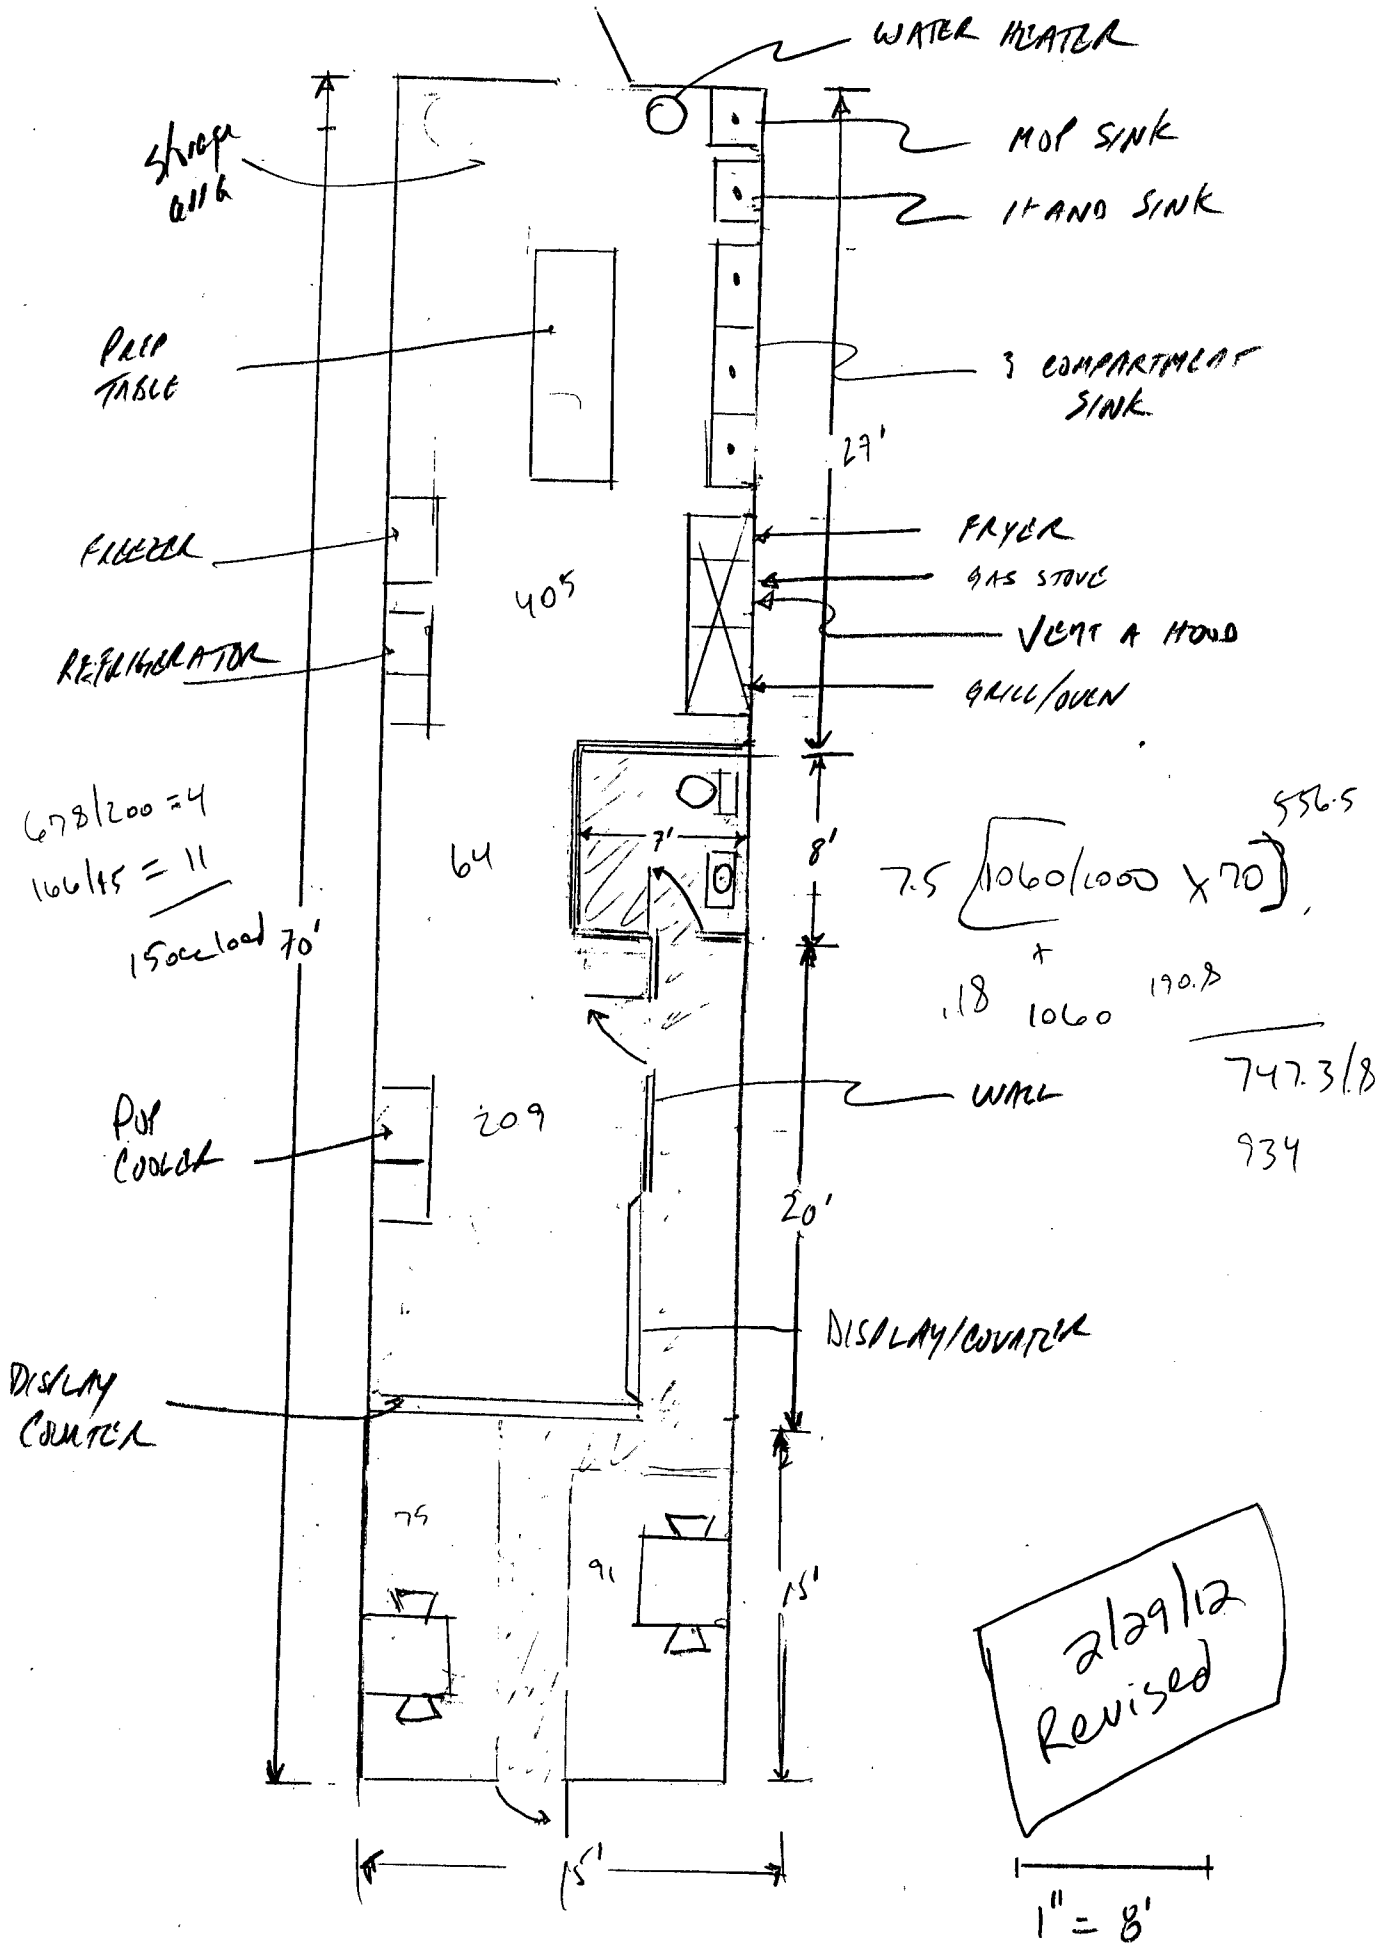 WATER HEATER
MOP SINK
HAND SINK
PREP
TABLE
3 COMPARTMENT
SINK
27'
FREEZER
FRYER
GAS STOVE
405
VENT A HOOD
REFRIGERATOR
GRILL/OVEN
678/200 = 4
166/15 = 11
15 occ load
70'
64
7'
8'
7.5 [1060/1000 x 70]
556.5
+
.18 1060 190.8
747.3/.8
934
WALL
POP
COOLER
209
20'
DISPLAY/COUNTER
DISPLAY
COUNTER
75
91
15'
2/29/12
Revised
15'
1" = 8'